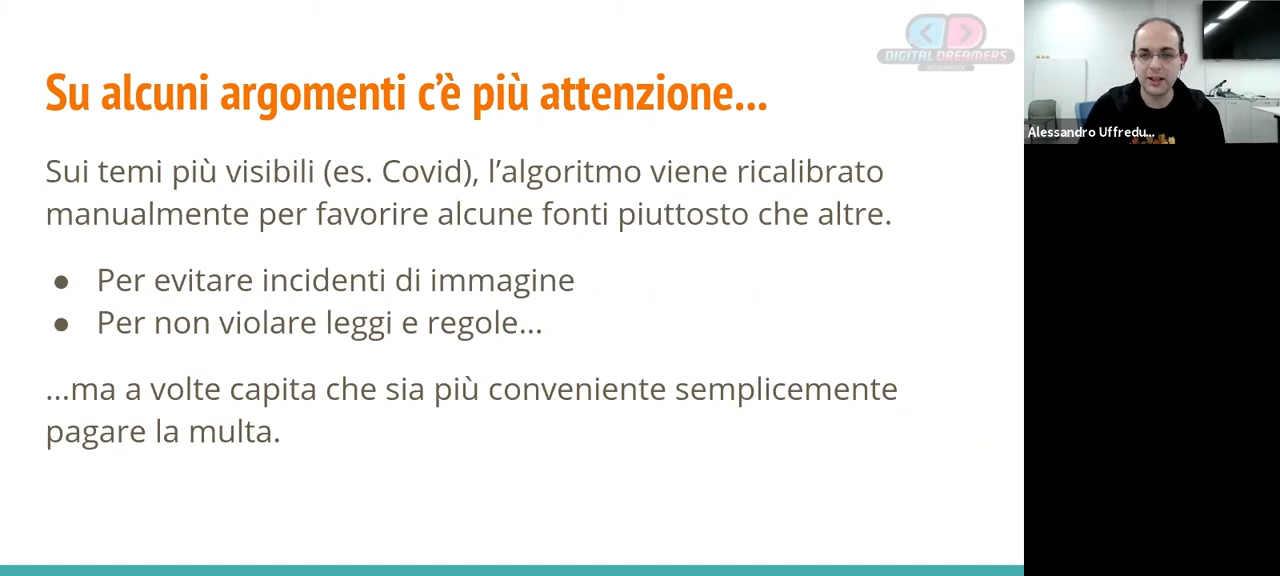 DIGITAL DREAMERS
Su alcuni argomenti c'è più attenzione...
Alessandro Uffredu...
Sui temi più visibili (es. Covid), l'algoritmo viene ricalibrato
manualmente per favorire alcune fonti piuttosto che altre.
● Per evitare incidenti di immagine
● Per non violare leggi e regole...
...ma a volte capita che sia più conveniente semplicemente
pagare la multa.